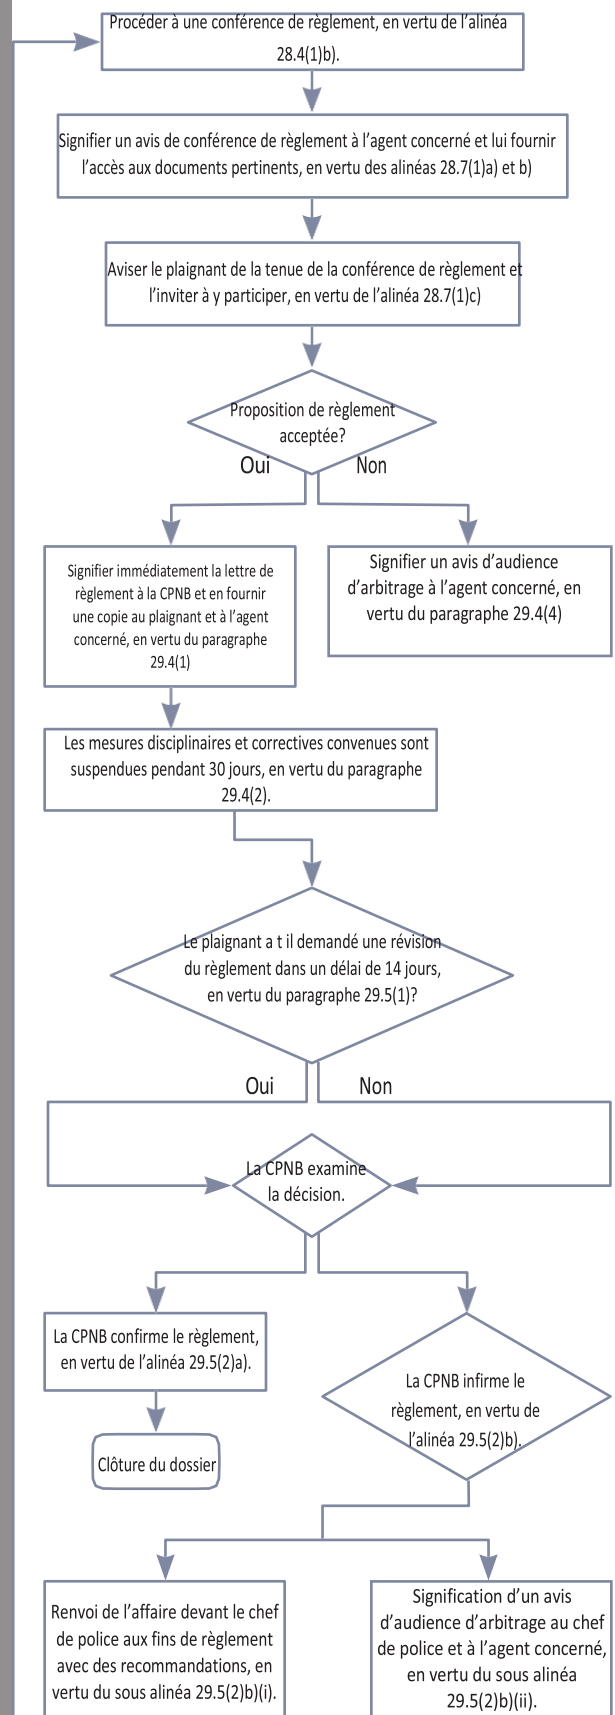 Procéder à une conférence de règlement, en vertu de l'alinéa
28.4(1)b).
Signifier un avis de conférence de règlement à l'agent concerné et lui fournir
l'accès aux documents pertinents, en vertu des alinéas 28.7(1)a) et b)
Aviser le plaignant de la tenue de la conférence de règlement et
l'inviter à y participer, en vertu de l'alinéa 28.7(1)c)
Proposition de règlement
acceptée?
Oui
Non
Signifier immédiatement la lettre de
règlement à la CPNB et en fournir
une copie au plaignant et à l'agent
concerné, en vertu du paragraphe
29.4(1)
Signifier un avis d'audience
d'arbitrage à l'agent concerné, en
vertu du paragraphe 29.4(4)
Les mesures disciplinaires et correctives convenues sont
suspendues pendant 30 jours, en vertu du paragraphe
29.4(2).
Le plaignant a t il demandé une révision
du règlement dans un délai de 14 jours,
en vertu du paragraphe 29.5(1)?
Oui
Non
La CPNB examine
la décision.
La CPNB confirme le règlement,
en vertu de l'alinéa 29.5(2)a).
La CPNB infirme le
règlement, en vertu de
l'alinéa 29.5(2)b).
Clôture du dossier
Renvoi de l'affaire devant le chef
de police aux fins de règlement
avec des recommandations, en
vertu du sous alinéa 29.5(2)b)(i).
Signification d'un avis
d'audience d'arbitrage au chef
de police et à l'agent concerné,
en vertu du sous alinéa
29.5(2)b)(ii).